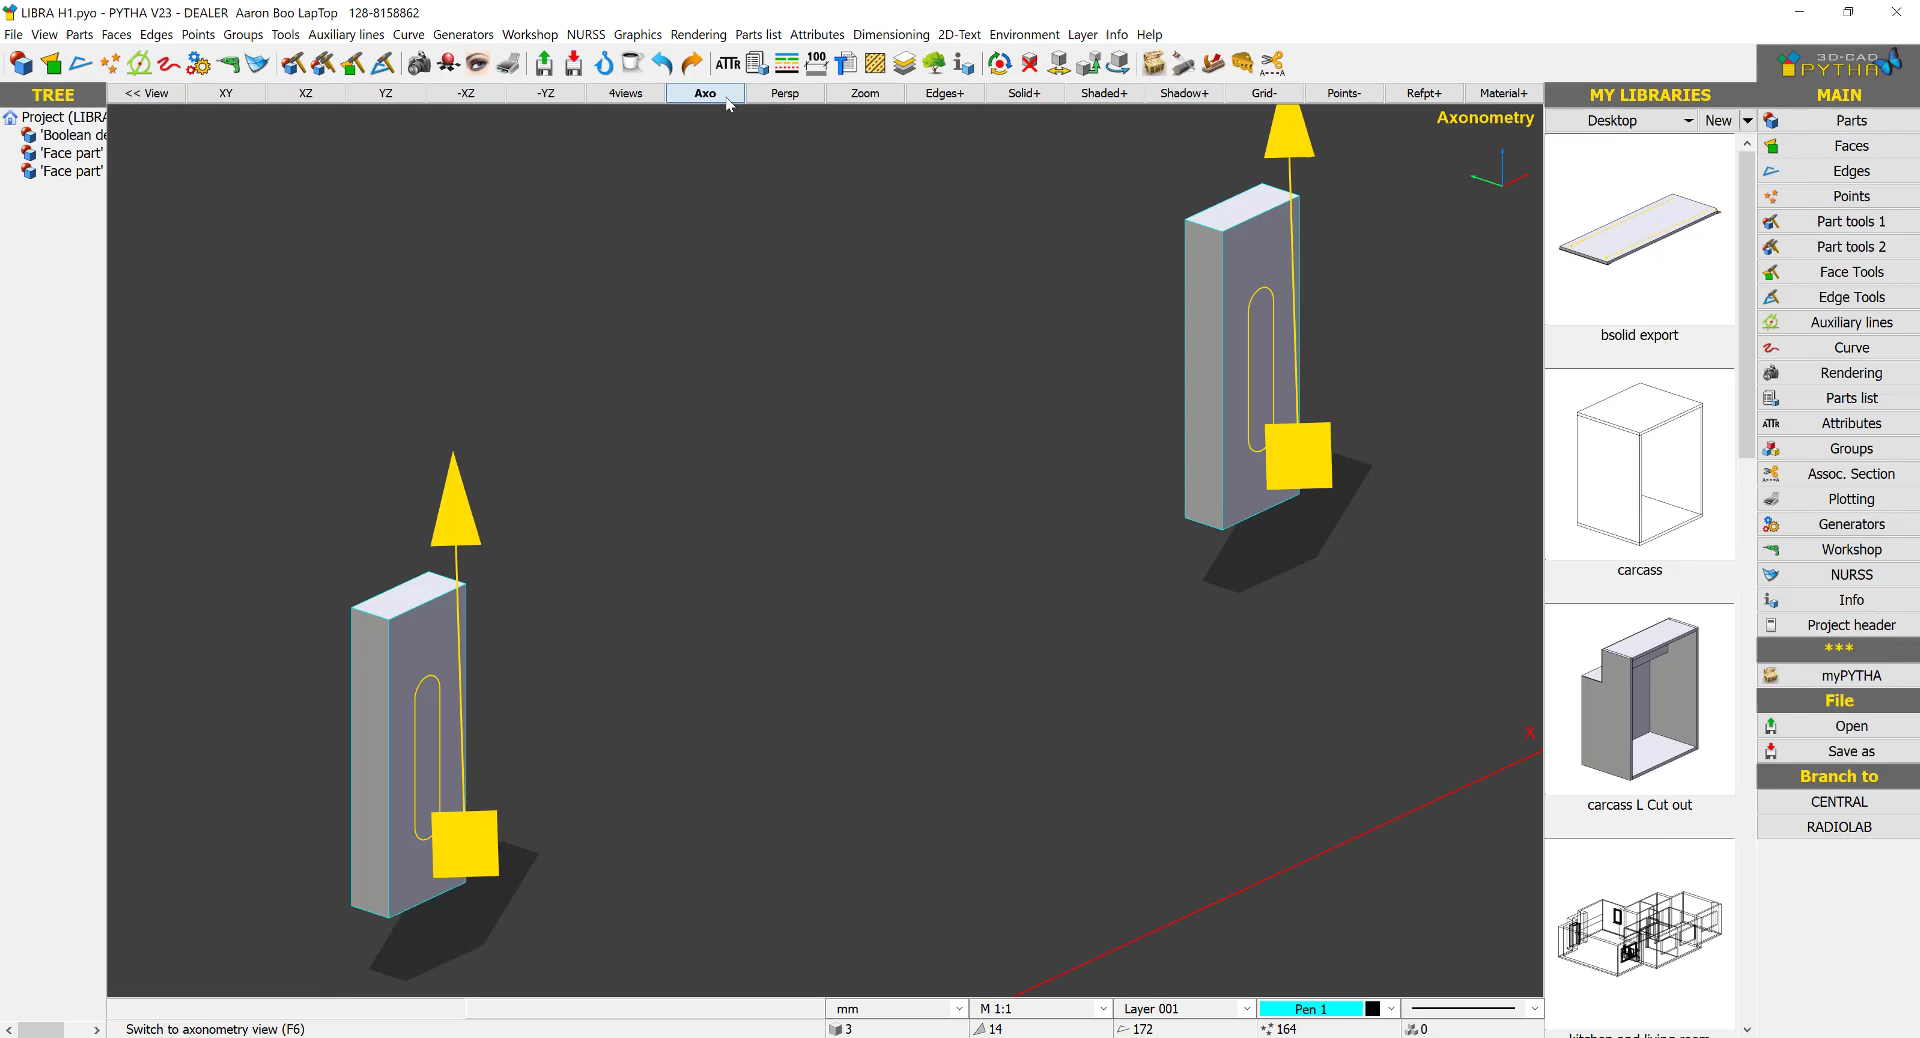 LIBRA H1.pyo - PYTHA V23 - DEALER Aaron Boo LapTop 128-8158862
File View Parts Faces Edges Points Groups Tools Auxiliary lines Curve Generators Workshop NURSS Graphics Rendering Parts list Attributes Dimensioning 2D-Text Environment Layer Info Help
ATTR 100 A---A
3D-CAD
PYTHA
TREE
<< View XY XZ YZ -XZ -YZ 4views Axo Persp Zoom Edges+ Solid+ Shaded+ Shadow+ Grid- Points- Refpt+ Material+
MY LIBRARIES
MAIN
Project (LIBRA
'Boolean de
'Face part'
'Face part'
Axonometry
X
Desktop New
bsolid export
carcass
carcass L Cut out
Parts
Faces
Edges
Points
Part tools 1
Part tools 2
Face Tools
Edge Tools
Auxiliary lines
Curve
Rendering
Parts list
ATTR Attributes
Groups
Assoc. Section
Plotting
Generators
Workshop
NURSS
Info
Project header
***
myPYTHA
File
Open
Save as
Branch to
CENTRAL
RADIOLAB
mm M 1:1 Layer 001 Pen 1
Switch to axonometry view (F6) 3 14 172 164 0